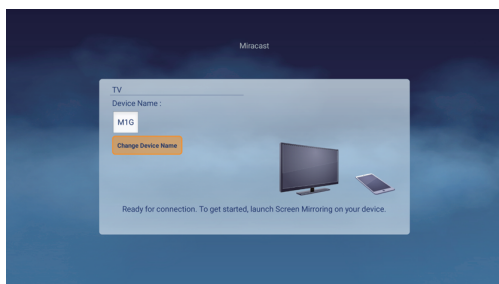 Miracast
TV
Device Name :
M1G
Change Device Name
Ready for connection. To get started, launch Screen Mirroring on your device.